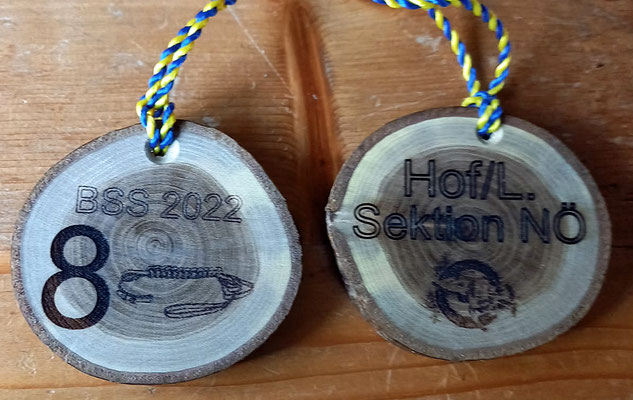 BSS 2022
8
Hof/L.
Sektion NÖ